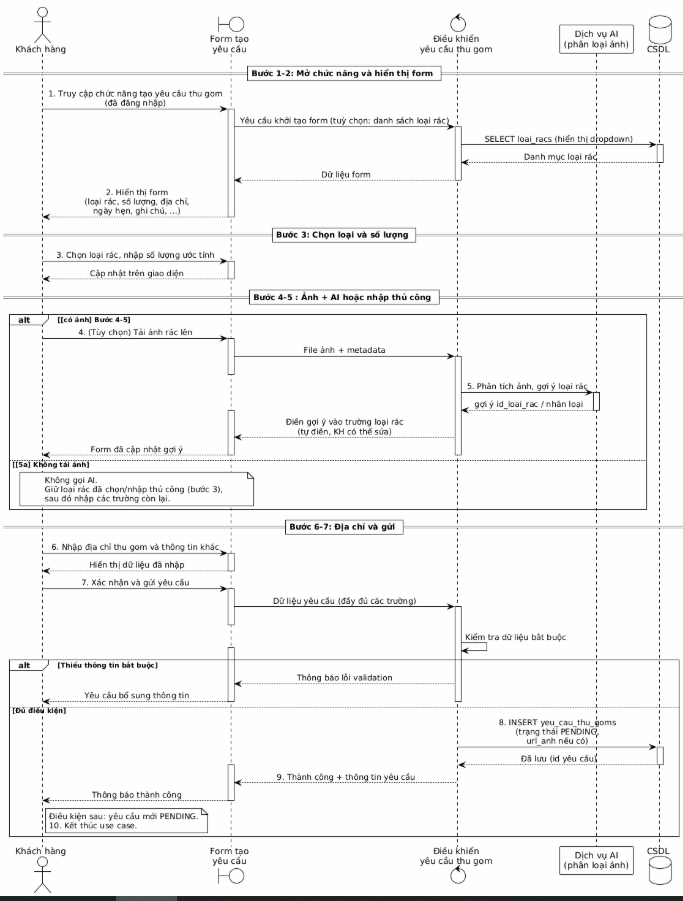 Khách hàng
Form tạo
yêu cầu
Điều khiển
yêu cầu thu gom
Dịch vụ AI
(phân loại ảnh)
CSDL
Bước 1-2: Mở chức năng và hiển thị form
1. Truy cập chức năng tạo yêu cầu thu gom
(đã đăng nhập)
Yêu cầu khởi tạo form (tuỳ chọn: danh sách loại rác)
SELECT loai_racs (hiển thị dropdown)
Danh mục loại rác
Dữ liệu form
2. Hiển thị form
(loại rác, số lượng, địa chỉ,
ngày hẹn, ghi chú, ...)
Bước 3: Chọn loại và số lượng
3. Chọn loại rác, nhập số lượng ước tính
Cập nhật trên giao diện
Bước 4-5 : Ảnh + AI hoặc nhập thủ công
alt
[[có ảnh] Bước 4-5]
4. (Tùy chọn) Tải ảnh rác lên
File ảnh + metadata
5. Phân tích ảnh, gợi ý loại rác
gợi ý id_loai_rac / nhãn loại
Điền gợi ý vào trường loại rác
(tự điền, KH có thể sửa)
Form đã cập nhật gợi ý
[[5a] Không tải ảnh]
Không gọi AI.
Giữ loại rác đã chọn/nhập thủ công (bước 3),
sau đó nhập các trường còn lại.
Bước 6-7: Địa chỉ và gửi
6. Nhập địa chỉ thu gom và thông tin khác
Hiển thị dữ liệu đã nhập
7. Xác nhận và gửi yêu cầu
Dữ liệu yêu cầu (đầy đủ các trường)
Kiểm tra dữ liệu bắt buộc
alt
[Thiếu thông tin bắt buộc]
Thông báo lỗi validation
Yêu cầu bổ sung thông tin
[Đủ điều kiện]
8. INSERT yeu_cau_thu_goms
(trạng thái PENDING,
url_anh nếu có)
Đã lưu (id yêu cầu)
9. Thành công + thông tin yêu cầu
Thông báo thành công
Điều kiện sau: yêu cầu mới PENDING.
10. Kết thúc use case.
Khách hàng
Form tạo
yêu cầu
Điều khiển
yêu cầu thu gom
Dịch vụ AI
(phân loại ảnh)
CSDL